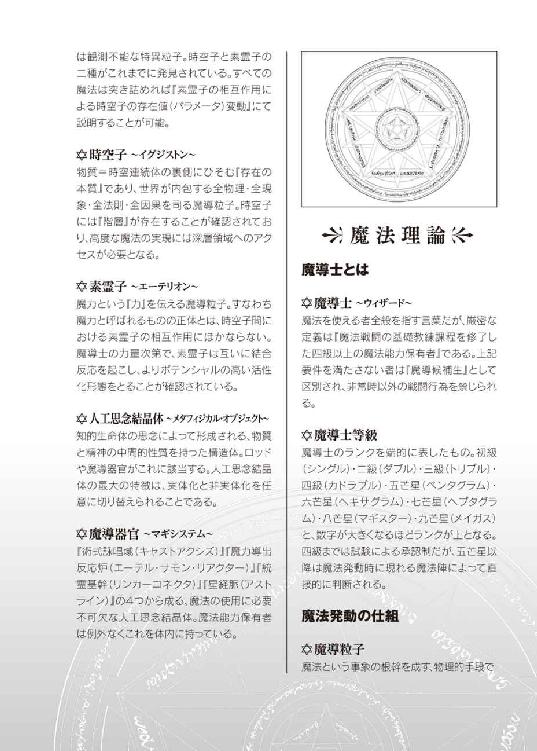 ❈魔法理論❈
魔導士とは
✡魔導士 ~ウィザード~
魔法を使える者全般を指す言葉だが、厳密な
定義は『魔法戦闘の基礎教練課程を修了し
た四級以上の魔法能力保有者』である。上記
要件を満たさない者は『魔導候補生』として
区別され、非常時以外の戦闘行為を禁じられ
る。
✡魔導士等級
魔導士のランクを端的に表したもの。初級
(シングル)・二級(ダブル)・三級(トリプル)・
四級(カドラプル)・五芒星(ペンタグラム)・
六芒星(ヘキサグラム)・七芒星(ヘプタグラ
ム)・八芒星(マギスター)・九芒星(メイガス)
と、数字が大きくなるほどランクが上となる。
四級までは試験による承認制だが、五芒星以
降は魔法発動時に現れる魔法陣によって直
接的に判断される。
魔法発動の仕組
✡魔導粒子
魔法という事象の根幹を成す、物理的手段で
は観測不能な特異粒子。時空子と素霊子の
二種がこれまでに発見されている。すべての
魔法は突き詰めれば『素霊子の相互作用に
よる時空子の存在値(パラメータ)変動』にて
説明することが可能。
✡時空子 ~イグジストン~
物質=時空連続体の裏側にひそむ『存在の
本質』であり、世界が内包する全物理・全現
象・全法則・全因果を司る魔導粒子。時空子
には『階層』が存在することが確認されてお
り、高度な魔法の実現には深層領域へのアク
セスが必要となる。
✡素霊子 ~エーテリオン~
魔力という『力』を伝える魔導粒子。すなわち
魔力と呼ばれるものの正体とは、時空子間に
おける素霊子の相互作用にほかならない。
魔導士の力量次第で、素霊子は互いに結合
反応を起こし、よりポテンシャルの高い活性
化形態をとることが確認されている。
✡人工思念結晶体 ~メタフィジカル・オブジェクト~
知的生命体の思念によって形成される、物質
と精神の中間的性質を持った構造体。ロッド
や魔導器官がこれに該当する。人工思念結晶
体の最大の特徴は、実体化と非実体化を任
意に切り替えられることである。
✡魔導器官 ~マギシステム~
『術式詠唱域(キャストアクシズ)』『魔力導出
反応炉(エーテル・サモン・リアクター)』『統
霊基幹(リンカーコネクタ)』『星経脈(アスト
ライン)』の4つから成る、魔法の使用に必要
不可欠な人工思念結晶体。魔法能力保有者
は例外なくこれを体内に持っている。